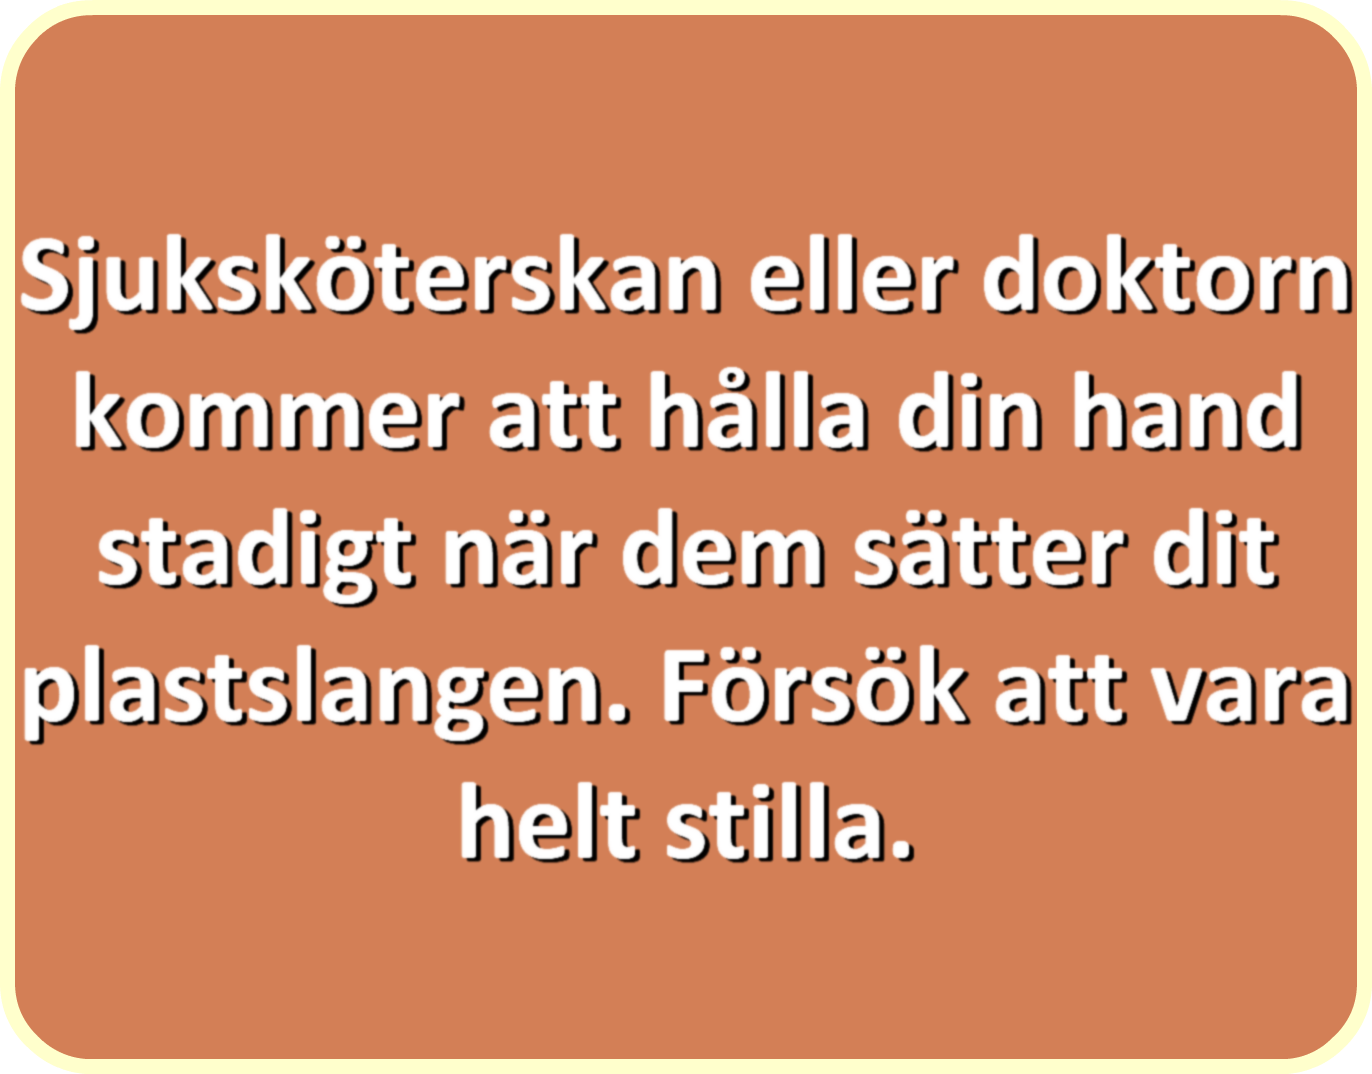 Sjuksköterskan eller doktorn
kommer att hålla din hand
stadigt när dem sätter dit
plastslangen. Försök att vara
helt stilla.